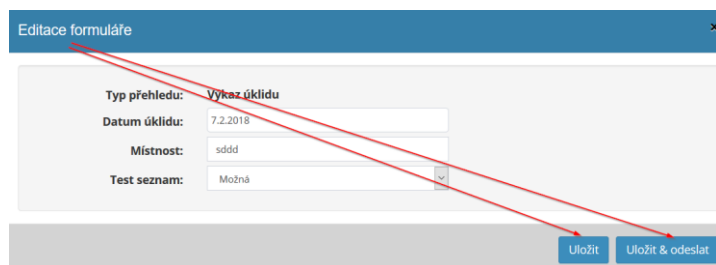 Editace formuláře
Typ přehledu: Výkaz úklidu
Datum úklidu: 7.2.2018
Místnost: sddd
Test seznam: Možná
Uložit Uložit & odeslat